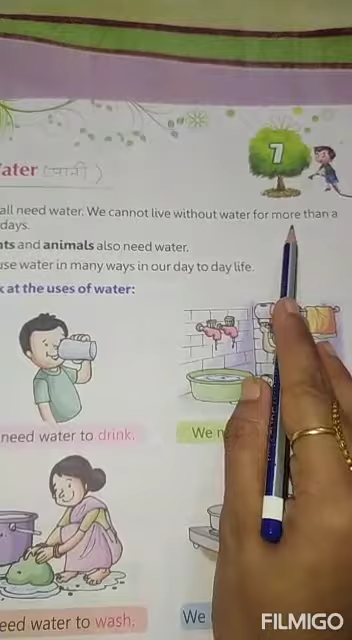 7
ater (पानी)
all need water. We cannot live without water for more than a
days.
nts and animals also need water.
use water in many ways in our day to day life.
k at the uses of water:
need water to drink.
We n
eed water to wash.
We
FILMIGO